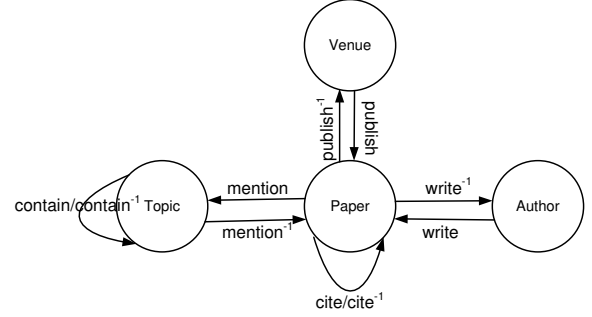 Venue
publish⁻¹
publish
mention
write⁻¹
contain/contain⁻¹
Topic
Paper
Author
mention⁻¹
write
cite/cite⁻¹